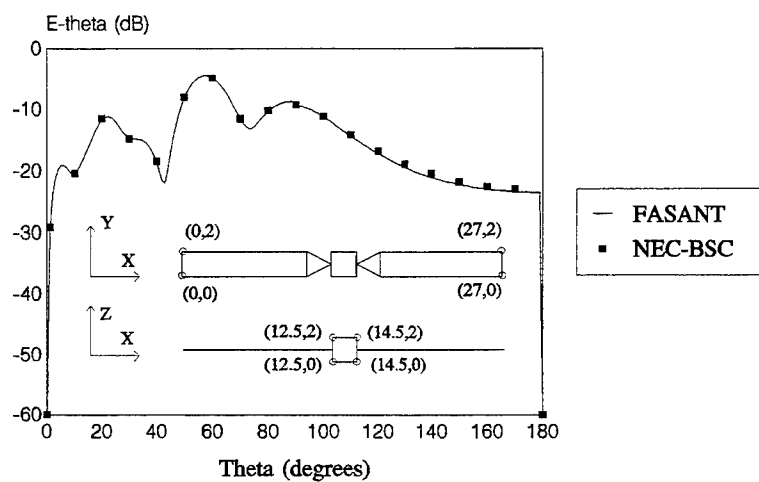 E-theta (dB)
0
-10
-20
-30
-40
-50
-60
0 20 40 60 80 100 120 140 160 180
Theta (degrees)
Y
X
(0,2) (27,2)
(0,0) (27,0)
Z
X
(12.5,2) (14.5,2)
(12.5,0) (14.5,0)
FASANT
NEC-BSC